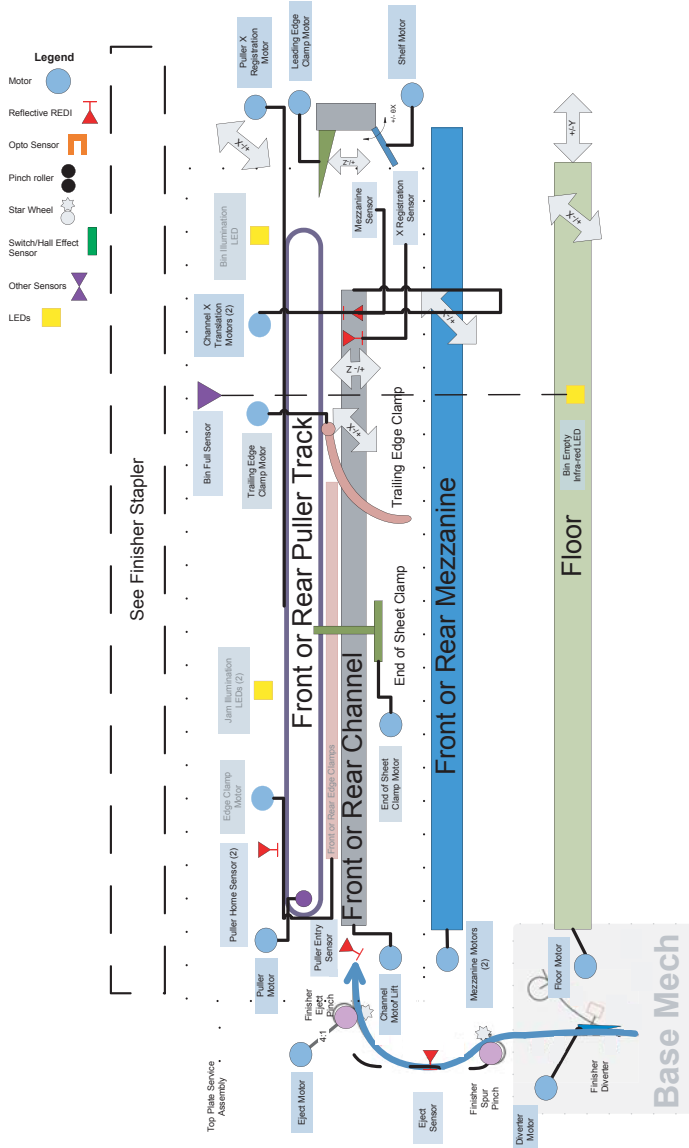 Legend
Motor
Reflective REDI
Opto Sensor
Pinch roller
Star Wheel
Switch/Hall Effect
Sensor
Other Sensors
LEDs
See Finisher Stapler
Top Plate Service
Assembly
Eject Motor
4:1
Finisher
Eject
Pinch
Puller
Motor
Puller Home Sensor (2)
Edge Clamp
Motor
Jam Illumination
LEDs (2)
Trailing Edge
Clamp Motor
Bin Full Sensor
Channel X
Translation
Motors (2)
Bin Illumination
LED
Puller X
Registration
Motor
X -/+
Leading Edge
Clamp Motor
Shelf Motor
+/- θX
Z-/+
Mezzanine
Sensor
X Registration
Sensor
Front or Rear Puller Track
Front or Rear Edge Clamps
Puller Entry
Sensor
Front or Rear Channel
Z -/+
X-/+
Trailing Edge Clamp
End of Sheet Clamp
End of Sheet
Clamp Motor
Channel
Motof Lift
Eject
Sensor
Finisher
Spur
Pinch
Mezzanine Motors
(2)
Front or Rear Mezzanine
X-/+
Floor Motor
Floor
Bin Empty
Infra-red LED
X-/+
+/-Y
Diverter
Motor
Finisher
Diverter
Base Mech